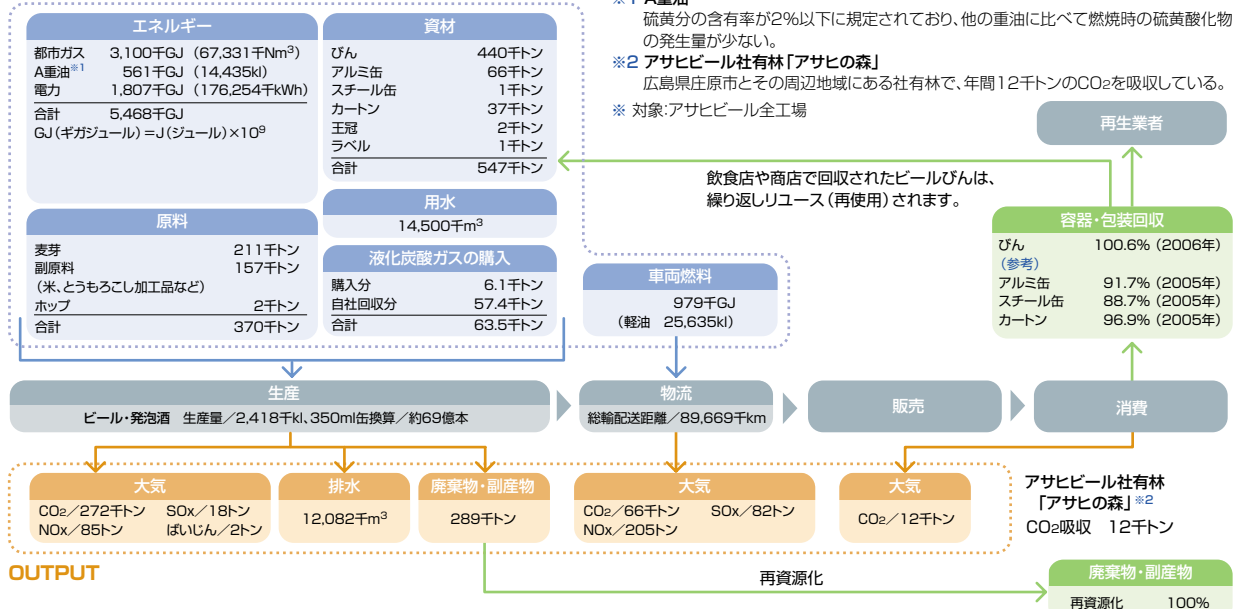 ※1 A重油
硫黄分の含有率が2%以下に規定されており、他の重油に比べて燃焼時の硫黄酸化物
の発生量が少ない。
※2 アサヒビール社有林「アサヒの森」
広島県庄原市とその周辺地域にある社有林で、年間12千トンのCO2を吸収している。
※ 対象:アサヒビール全工場
エネルギー
都市ガス 3,100千GJ (67,331千Nm3)
A重油※1 561千GJ (14,435kl)
電力 1,807千GJ (176,254千kWh)
合計 5,468千GJ
GJ(ギガジュール)=J(ジュール)×10⁹
資材
びん 440千トン
アルミ缶 66千トン
スチール缶 1千トン
カートン 37千トン
王冠 2千トン
ラベル 1千トン
合計 547千トン
用水
14,500千m3
原料
麦芽 211千トン
副原料 157千トン
(米、とうもろこし加工品など)
ホップ 2千トン
合計 370千トン
液化炭酸ガスの購入
購入分 6.1千トン
自社回収分 57.4千トン
合計 63.5千トン
車両燃料
979千GJ
(軽油 25,635kl)
再生業者
飲食店や商店で回収されたビールびんは、
繰り返しリユース(再使用)されます。
容器・包装回収
びん 100.6% (2006年)
(参考)
アルミ缶 91.7% (2005年)
スチール缶 88.7% (2005年)
カートン 96.9% (2005年)
生産
ビール・発泡酒 生産量/2,418千kl、350ml缶換算/約69億本
物流
総輸配送距離/89,669千km
販売
消費
大気
CO2/272千トン SOx/18トン
NOx/85トン ばいじん/2トン
排水
12,082千m3
廃棄物・副産物
289千トン
大気
CO2/66千トン SOx/82トン
NOx/205トン
大気
CO2/12千トン
アサヒビール社有林
「アサヒの森」※2
CO2吸収 12千トン
OUTPUT
再資源化
廃棄物・副産物
再資源化 100%